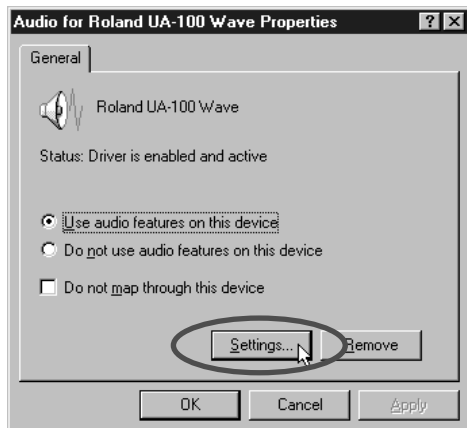 Audio for Roland UA-100 Wave Properties
General
Roland UA-100 Wave
Status: Driver is enabled and active
Use audio features on this device
Do not use audio features on this device
Do not map through this device
Settings... Remove
OK Cancel Apply